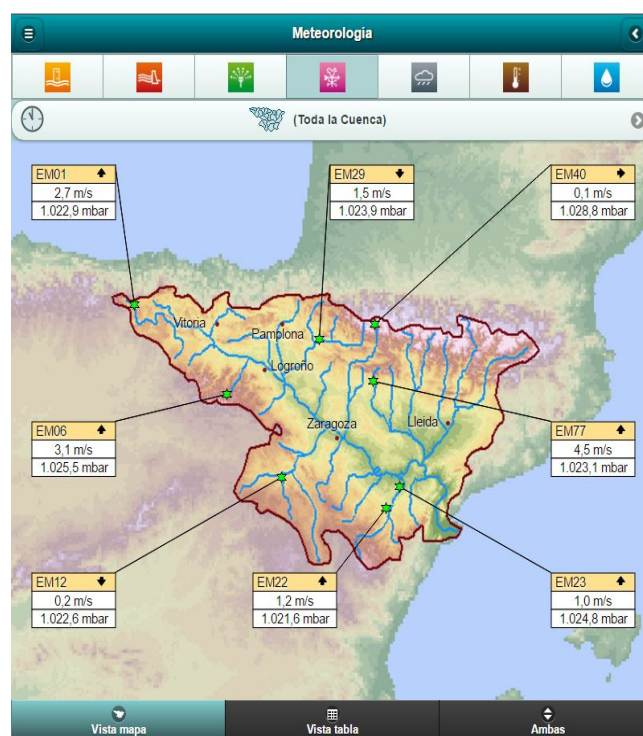 Meteorologia
(Toda la Cuenca)
EM01
2,7 m/s
1.022,9 mbar
EM29
1,5 m/s
1.023,9 mbar
EM40
0,1 m/s
1.028,8 mbar
Vitoria
Pamplona
Logroño
Zaragoza
Lleida
EM06
3,1 m/s
1.025,5 mbar
EM77
4,5 m/s
1.023,1 mbar
EM12
0,2 m/s
1.022,6 mbar
EM22
1,2 m/s
1.021,6 mbar
EM23
1,0 m/s
1.024,8 mbar
Vista mapa
Vista tabla
Ambas